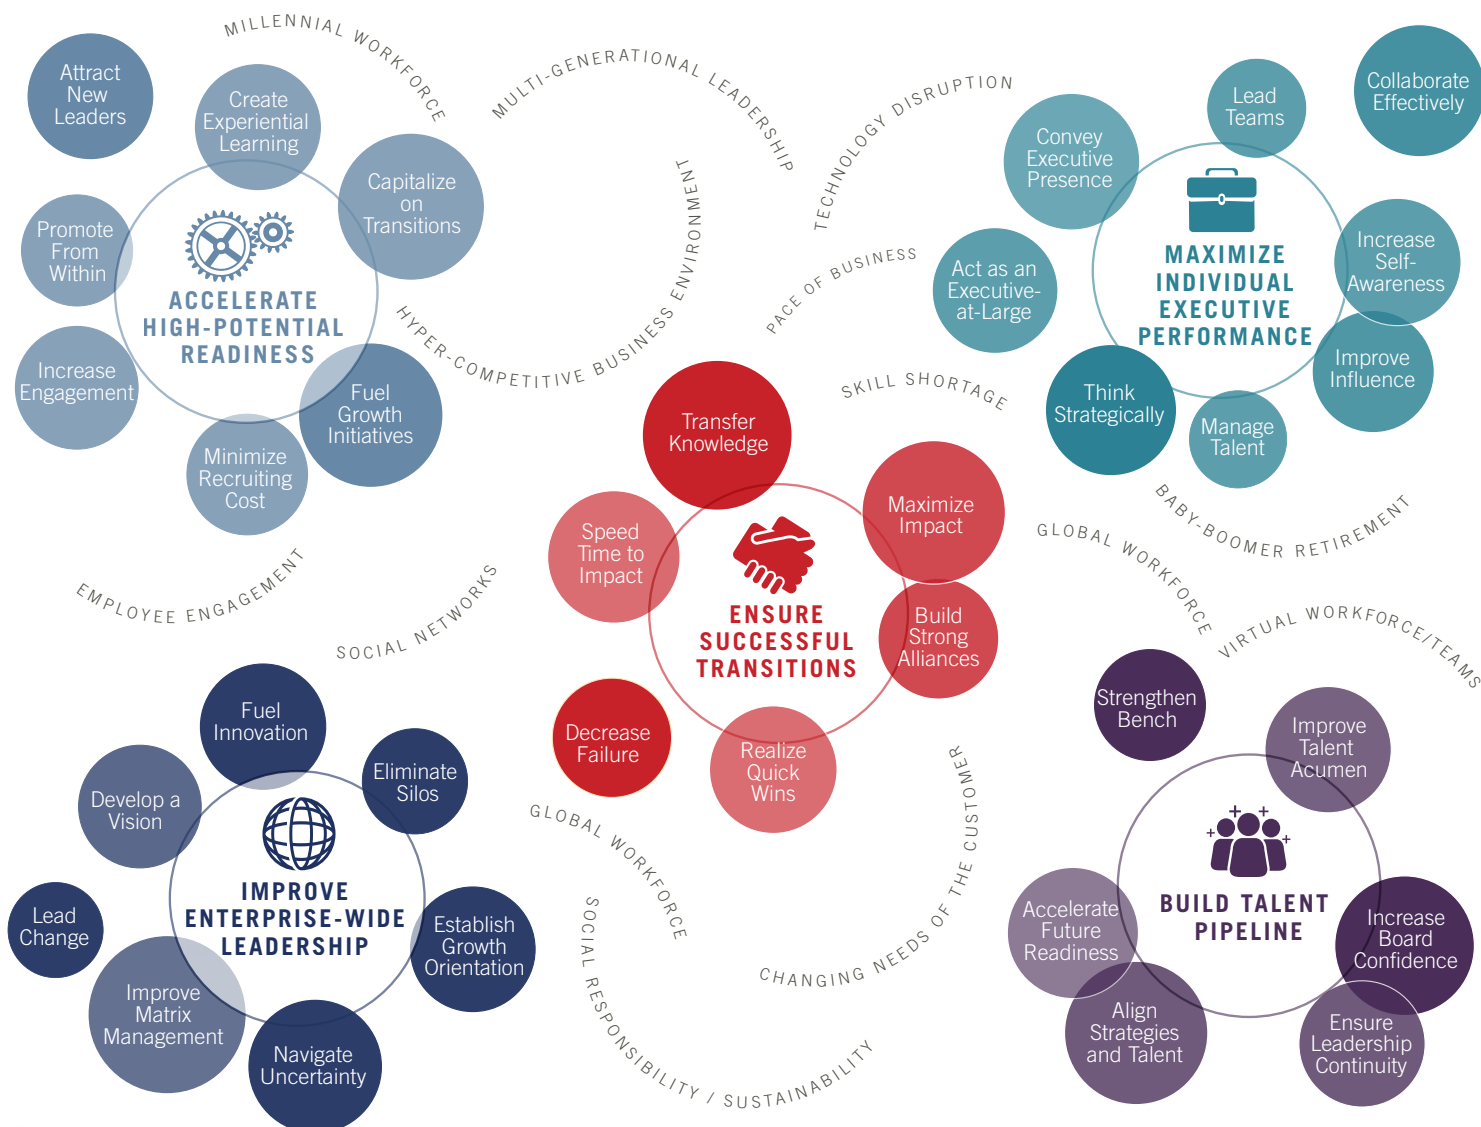 MILLENNIAL WORKFORCE
Attract
New
Leaders
Create
Experiential
Learning
Capitalize
on
Transitions
Promote
From
Within
ACCELERATE
HIGH-POTENTIAL
READINESS
Increase
Engagement
Fuel
Growth
Initiatives
Minimize
Recruiting
Cost
MULTI-GENERATIONAL LEADERSHIP
HYPER-COMPETITIVE BUSINESS ENVIRONMENT
TECHNOLOGY DISRUPTION
PACE OF BUSINESS
SKILL SHORTAGE
Collaborate
Effectively
Lead
Teams
Convey
Executive
Presence
MAXIMIZE
INDIVIDUAL
EXECUTIVE
PERFORMANCE
Increase
Self-
Awareness
Act as an
Executive-
at-Large
Improve
Influence
Think
Strategically
Manage
Talent
BABY-BOOMER RETIREMENT
GLOBAL WORKFORCE
VIRTUAL WORKFORCE/TEAMS
Transfer
Knowledge
Maximize
Impact
Speed
Time to
Impact
ENSURE
SUCCESSFUL
TRANSITIONS
Build
Strong
Alliances
Decrease
Failure
Realize
Quick
Wins
EMPLOYEE ENGAGEMENT
SOCIAL NETWORKS
Fuel
Innovation
Eliminate
Silos
Develop a
Vision
IMPROVE
ENTERPRISE-WIDE
LEADERSHIP
Lead
Change
Establish
Growth
Orientation
Improve
Matrix
Management
Navigate
Uncertainty
GLOBAL WORKFORCE
SOCIAL RESPONSIBILITY / SUSTAINABILITY
CHANGING NEEDS OF THE CUSTOMER
Strengthen
Bench
Improve
Talent
Acumen
BUILD TALENT
PIPELINE
Accelerate
Future
Readiness
Increase
Board
Confidence
Align
Strategies
and Talent
Ensure
Leadership
Continuity